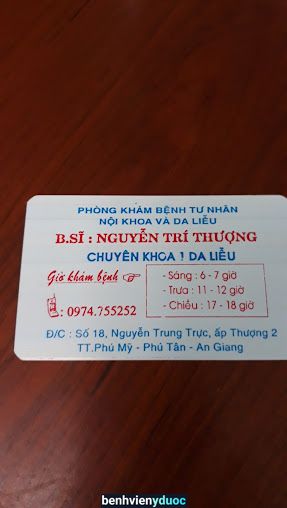 PHÒNG KHÁM BỆNH TƯ NHÂN
NỘI KHOA VÀ DA LIỄU
B.SĨ : NGUYỄN TRÍ THƯỢNG
CHUYÊN KHOA 1 DA LIỄU
Giờ khám bệnh
- Sáng : 6 - 7 giờ
- Trưa : 11 - 12 giờ
- Chiều : 17 - 18 giờ
: 0974.755252
Đ/C : Số 18, Nguyễn Trung Trực, ấp Thượng 2
TT.Phú Mỹ - Phú Tân - An Giang
benhvienyduoc